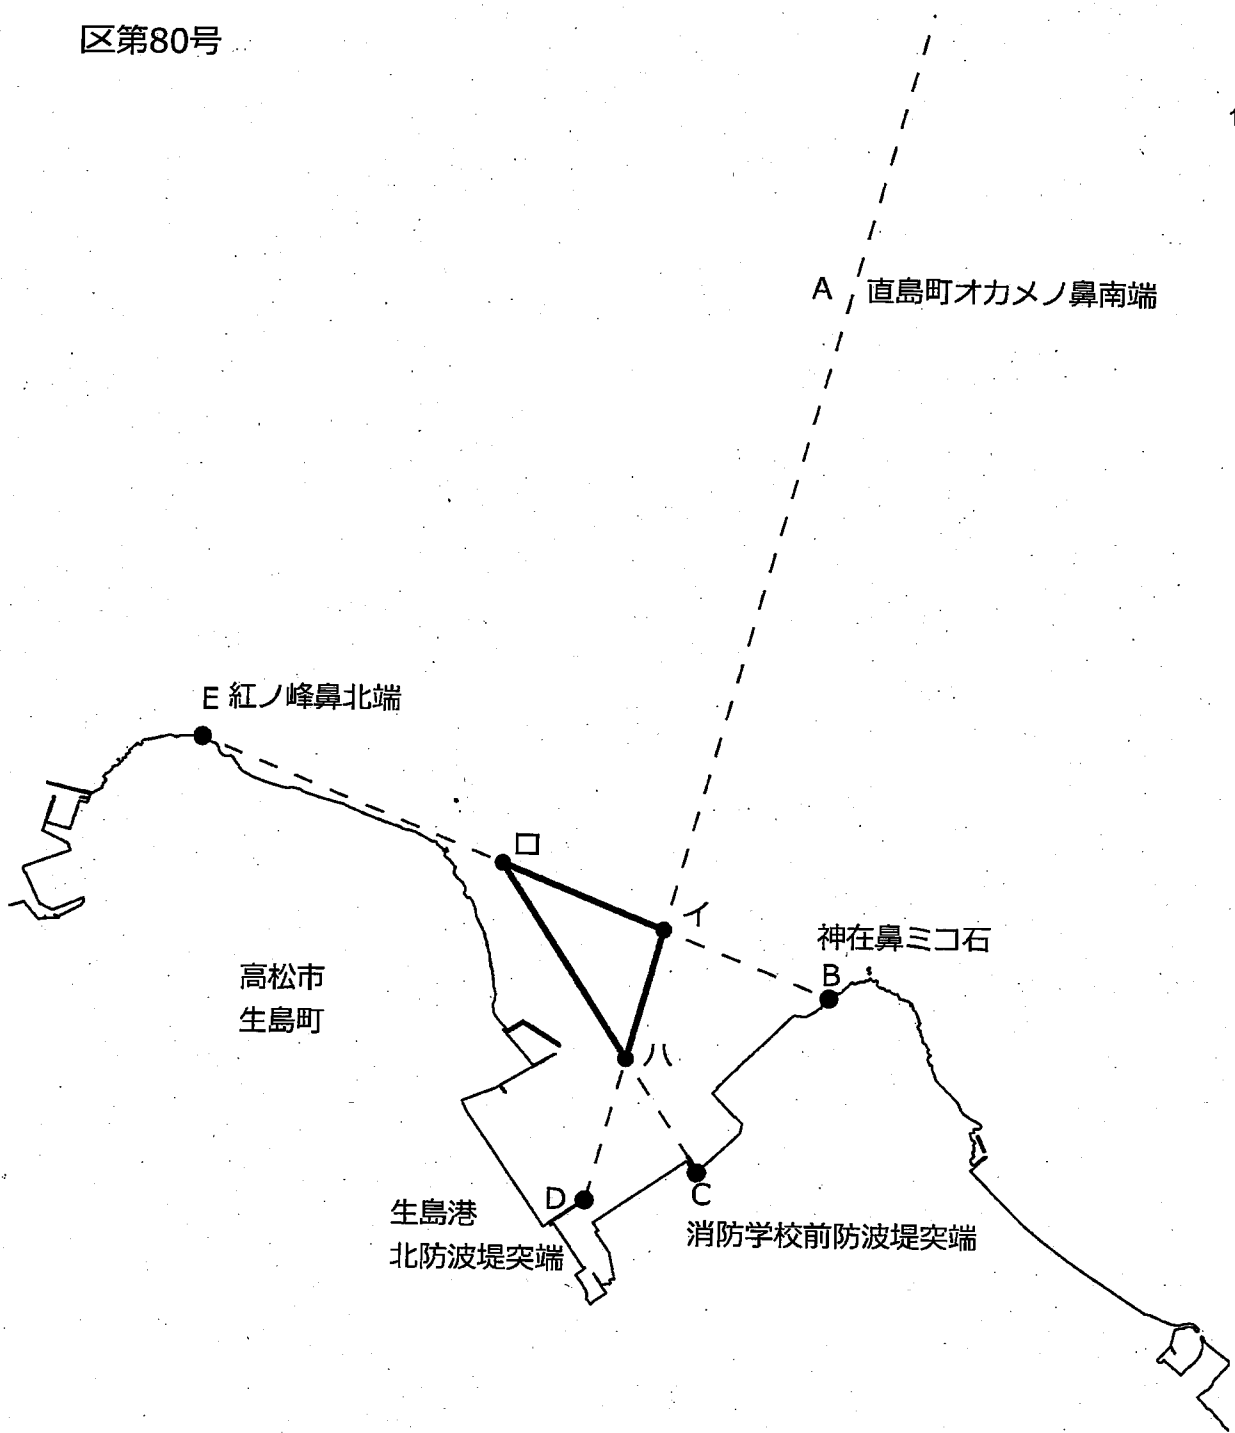 区第80号
1
A 直島町オカメノ鼻南端
E 紅ノ峰鼻北端
ロ
イ
神在鼻ミコ石
B
高松市
生島町
ハ
D
C
生島港
北防波堤突端
消防学校前防波堤突端